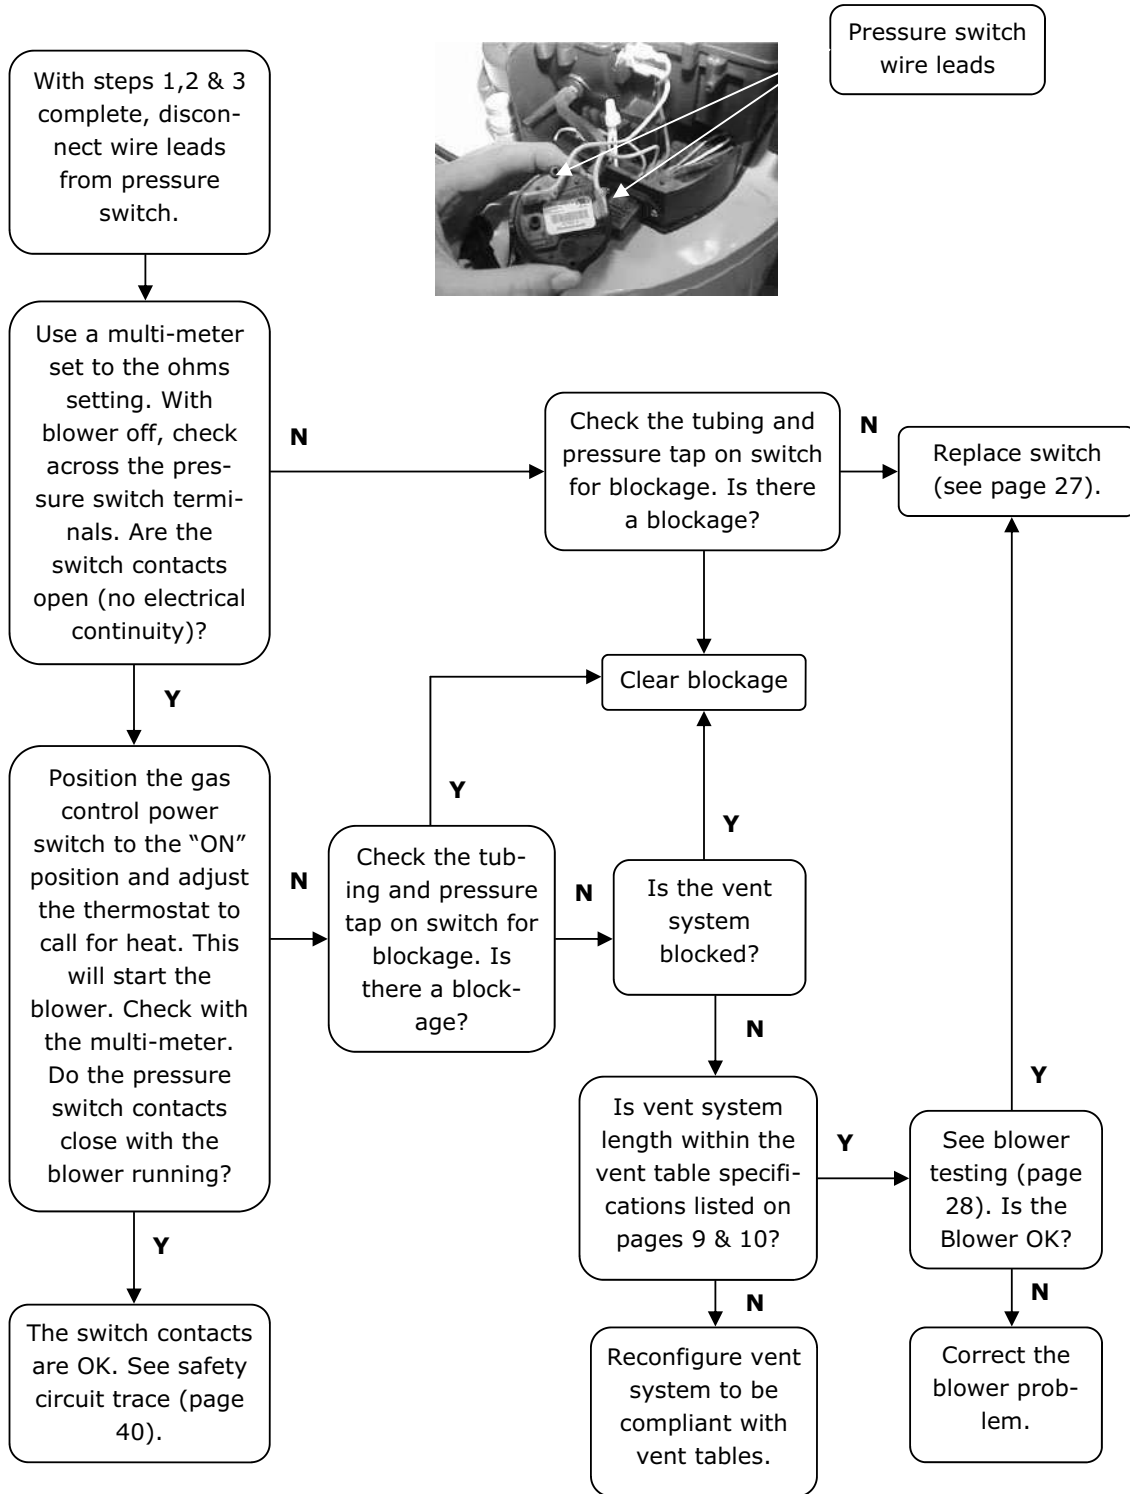 Pressure switch
wire leads
With steps 1,2 & 3
complete, discon-
nect wire leads
from pressure
switch.
Use a multi-meter
set to the ohms
setting. With
blower off, check
across the pres-
sure switch termi-
nals. Are the
switch contacts
open (no electrical
continuity)?
N
Check the tubing and
pressure tap on switch
for blockage. Is there
a blockage?
N
Replace switch
(see page 27).
Y
Clear blockage
Position the gas
control power
switch to the “ON”
position and adjust
the thermostat to
call for heat. This
will start the
blower. Check with
the multi-meter.
Do the pressure
switch contacts
close with the
blower running?
N
Y
Check the tub-
ing and pressure
tap on switch for
blockage. Is
there a block-
age?
N
Y
Is the vent
system
blocked?
N
Is vent system
length within the
vent table specifi-
cations listed on
pages 9 & 10?
Y
Y
See blower
testing (page
28). Is the
Blower OK?
Y
N
N
The switch contacts
are OK. See safety
circuit trace (page
40).
Reconfigure vent
system to be
compliant with
vent tables.
Correct the
blower prob-
lem.